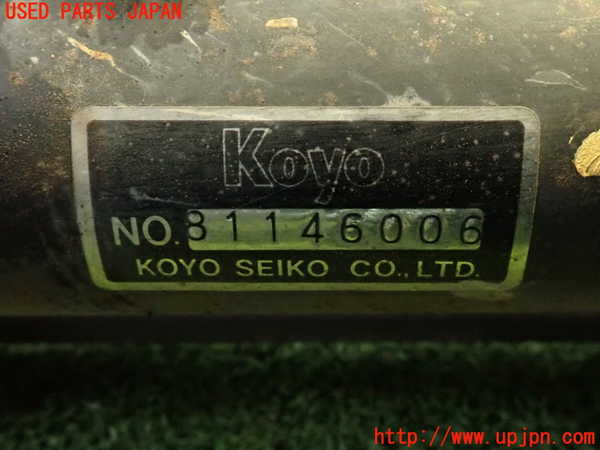 USED PARTS JAPAN
Koyo
NO. 81146006
KOYO SEIKO CO., LTD.
http://www.upjpn.com